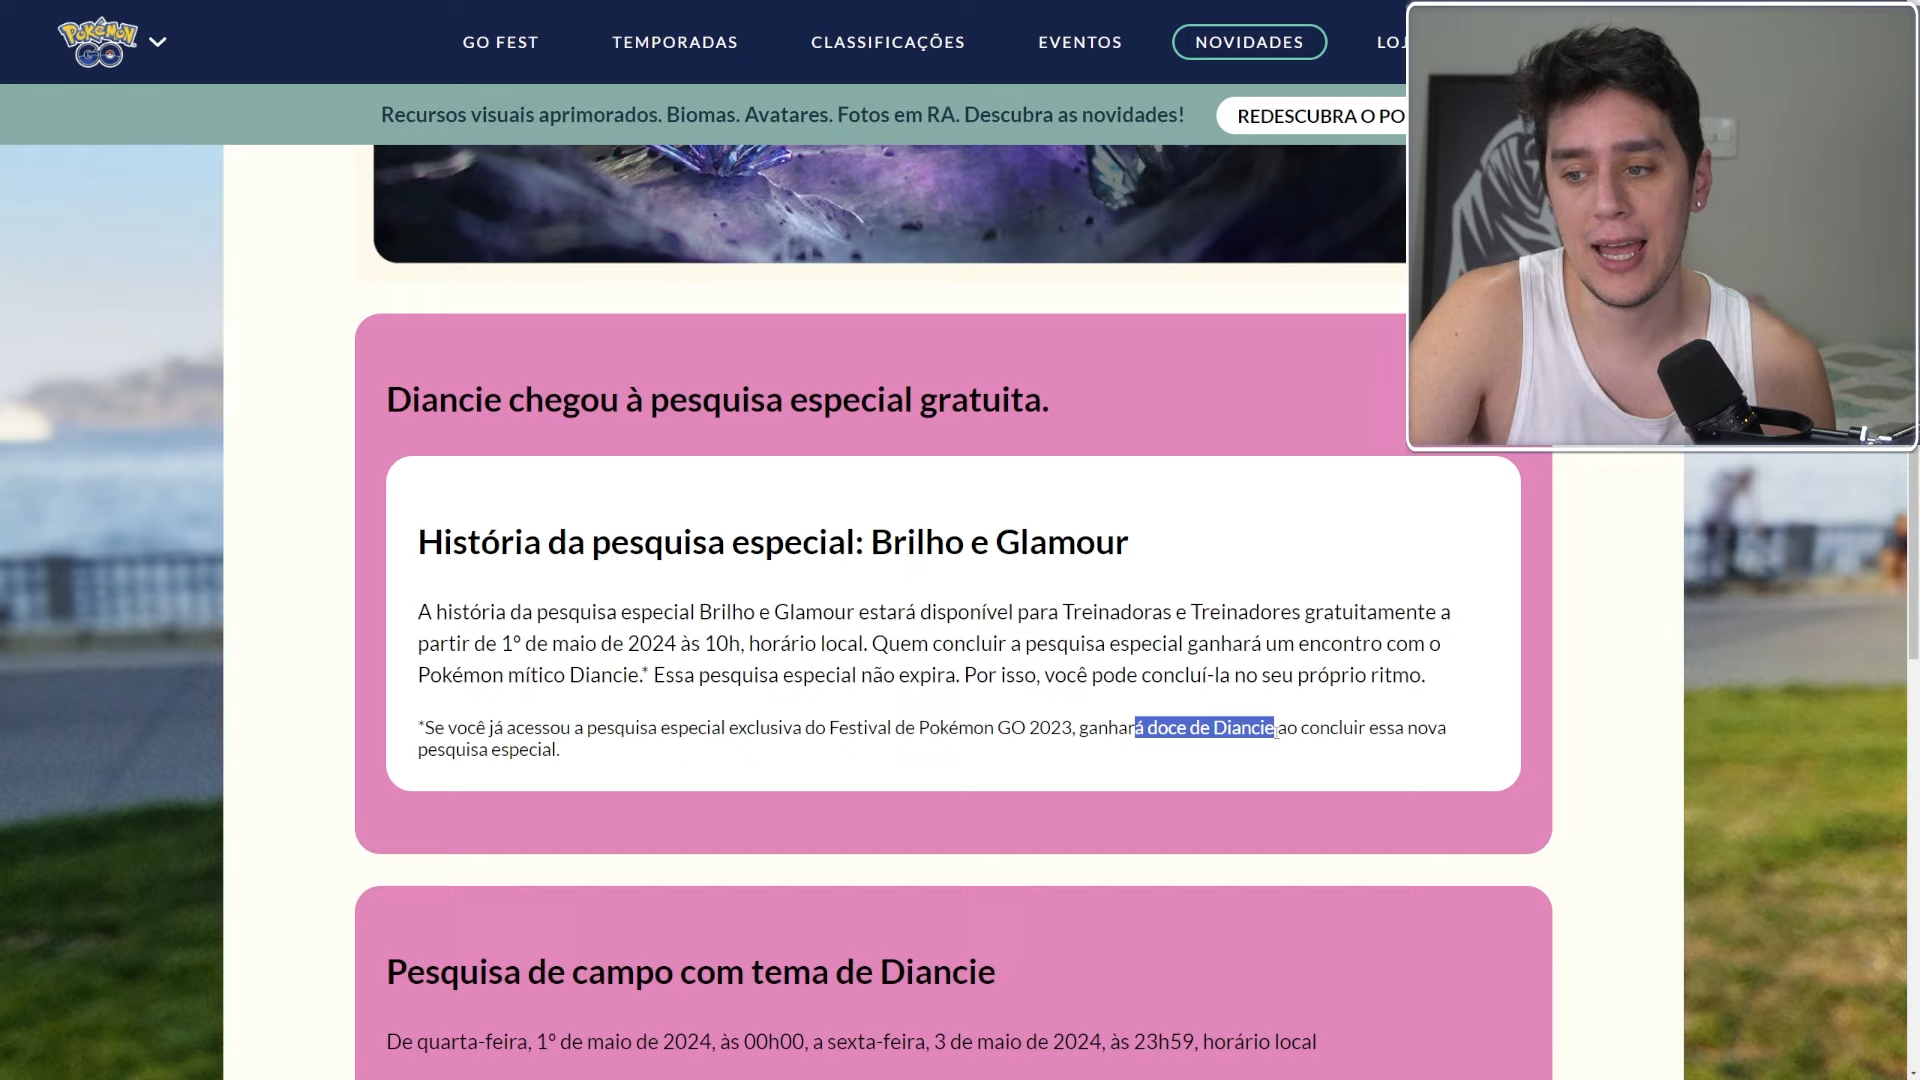 Pokémon GO
GO FEST
TEMPORADAS
CLASSIFICAÇÕES
EVENTOS
NOVIDADES
LOJ
Recursos visuais aprimorados. Biomas. Avatares. Fotos em RA. Descubra as novidades!
REDESCUBRA O PO
Diancie chegou à pesquisa especial gratuita.
História da pesquisa especial: Brilho e Glamour
A história da pesquisa especial Brilho e Glamour estará disponível para Treinadoras e Treinadores gratuitamente a
partir de 1º de maio de 2024 às 10h, horário local. Quem concluir a pesquisa especial ganhará um encontro com o
Pokémon mítico Diancie.* Essa pesquisa especial não expira. Por isso, você pode concluí-la no seu próprio ritmo.
*Se você já acessou a pesquisa especial exclusiva do Festival de Pokémon GO 2023, ganhará doce de Diancie ao concluir essa nova
pesquisa especial.
Pesquisa de campo com tema de Diancie
De quarta-feira, 1º de maio de 2024, às 00h00, a sexta-feira, 3 de maio de 2024, às 23h59, horário local